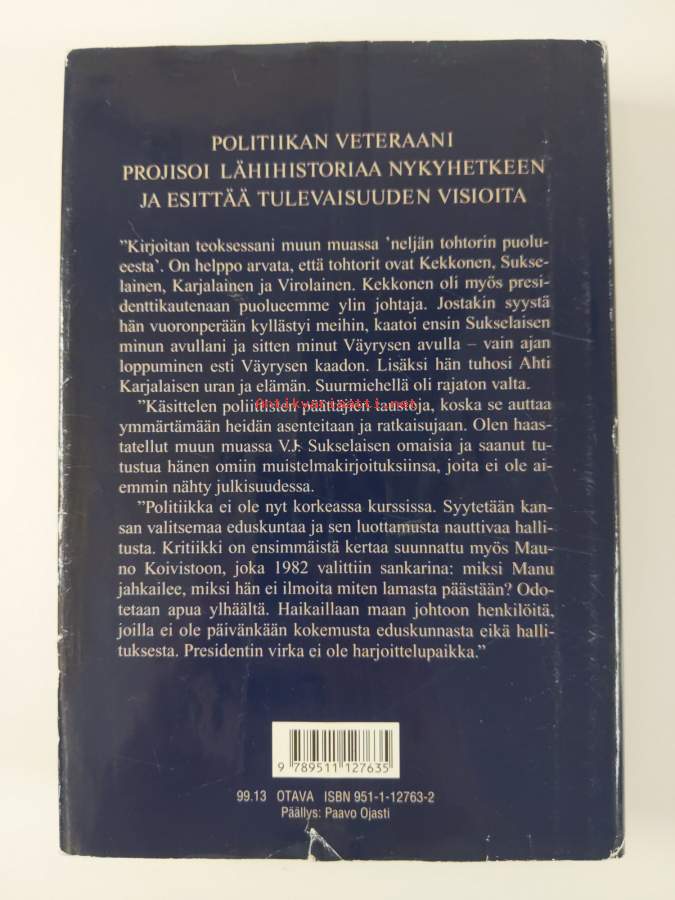 POLITIIKAN VETERAANI
PROJISOI LÄHIHISTORIAA NYKYHETKEEN
JA ESITTÄÄ TULEVAISUUDEN VISIOITA
”Kirjoitan teoksessani muun muassa ’neljän tohtorin puolu-
eesta’. On helppo arvata, että tohtorit ovat Kekkonen, Sukse-
lainen, Karjalainen ja Virolainen. Kekkonen oli myös presi-
denttikautenaan puolueemme ylin johtaja. Jostakin syystä
hän vuoronperään kyllästyi meihin, kaatoi ensin Sukselaisen
minun avullani ja sitten minut Väyrysen avulla – vain ajan
loppuminen esti Väyrysen kaadon. Lisäksi hän tuhosi Ahti
Karjalaisen uran ja elämän. Suurmiehellä oli rajaton valta.
”Käsittelen poliittisten päättäjien taustoja, koska se auttaa
ymmärtämään heidän asenteitaan ja ratkaisujaan. Olen haas-
tatellut muun muassa V.J. Sukselaisen omaisia ja saanut tu-
tustua hänen omiin muistelmakirjoituksiinsa, joita ei ole ai-
emmin nähty julkisuudessa.
”Politiikka ei ole nyt korkeassa kurssissa. Syytetään kan-
san valitsemaa eduskuntaa ja sen luottamusta nauttivaa halli-
tusta. Kritiikki on ensimmäistä kertaa suunnattu myös Mau-
no Koivistoon, joka 1982 valittiin sankarina: miksi Manu
jahkailee, miksi hän ei ilmoita miten lamasta päästään? Odo-
tetaan apua ylhäältä. Haikaillaan maan johtoon henkilöitä,
joilla ei ole päivänkään kokemusta eduskunnasta eikä halli-
tuksesta. Presidentin virka ei ole harjoittelupaikka.”
9 789511 127635
99.13 OTAVA ISBN 951-1-12763-2
Päällys: Paavo Ojasti